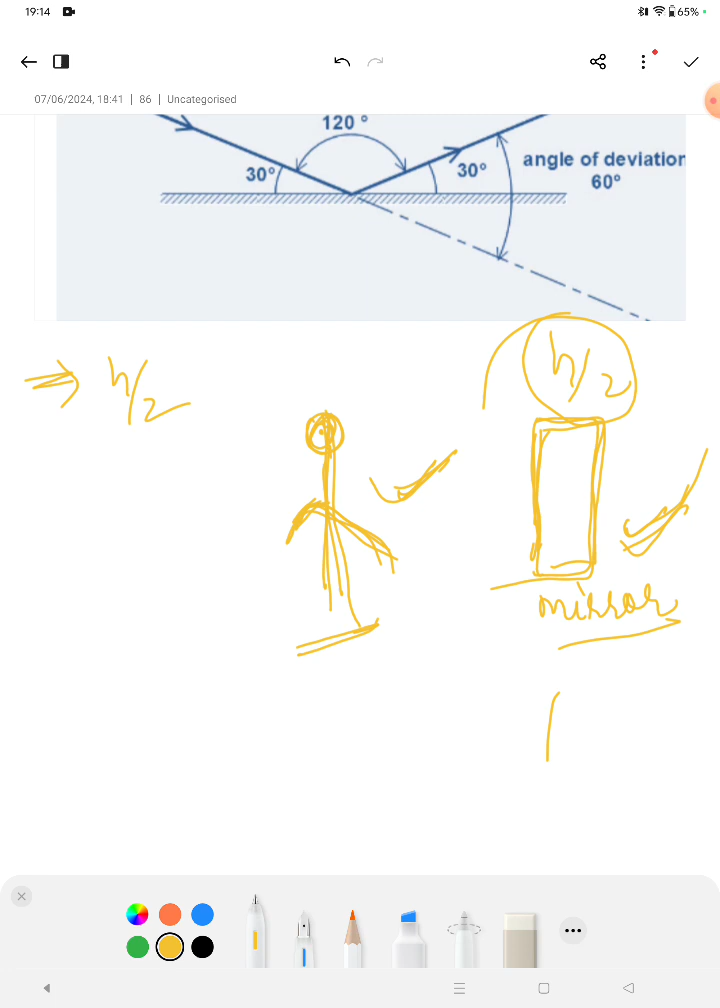 19:14
65%
07/06/2024, 18:41 | 86 | Uncategorised
120 °
30°
30°
angle of deviation
60°
h/2
h/2
mirror